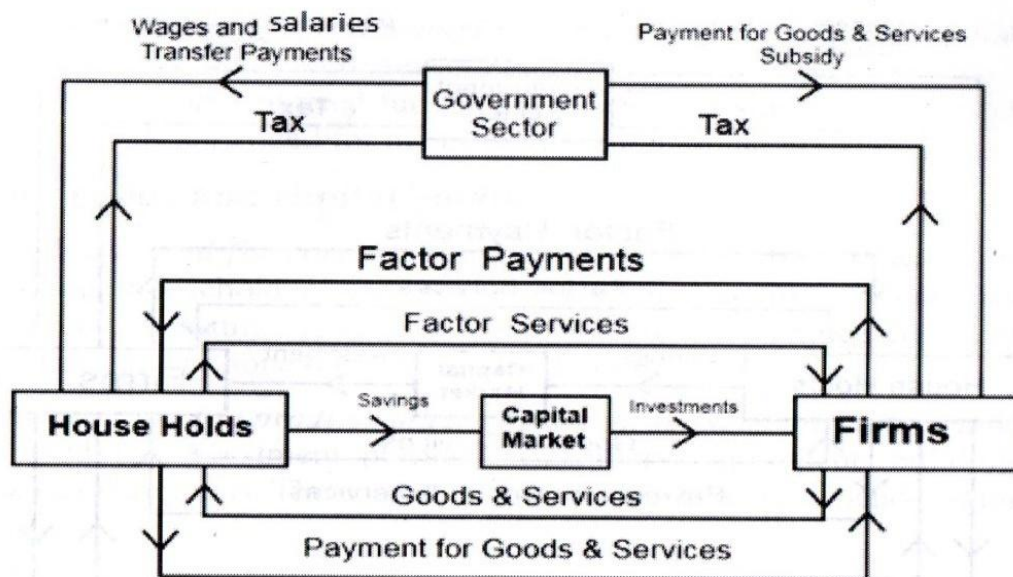 Wages and salaries
Transfer Payments
Payment for Goods & Services
Subsidy
Government
Sector
Tax
Tax
Factor Payments
Factor Services
House Holds
Savings
Capital
Market
Investments
Firms
Goods & Services
Payment for Goods & Services